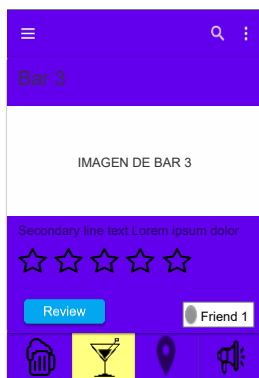 Bar 3
IMAGEN DE BAR 3
Secondary line text Lorem ipsum dolor
Review
Friend 1